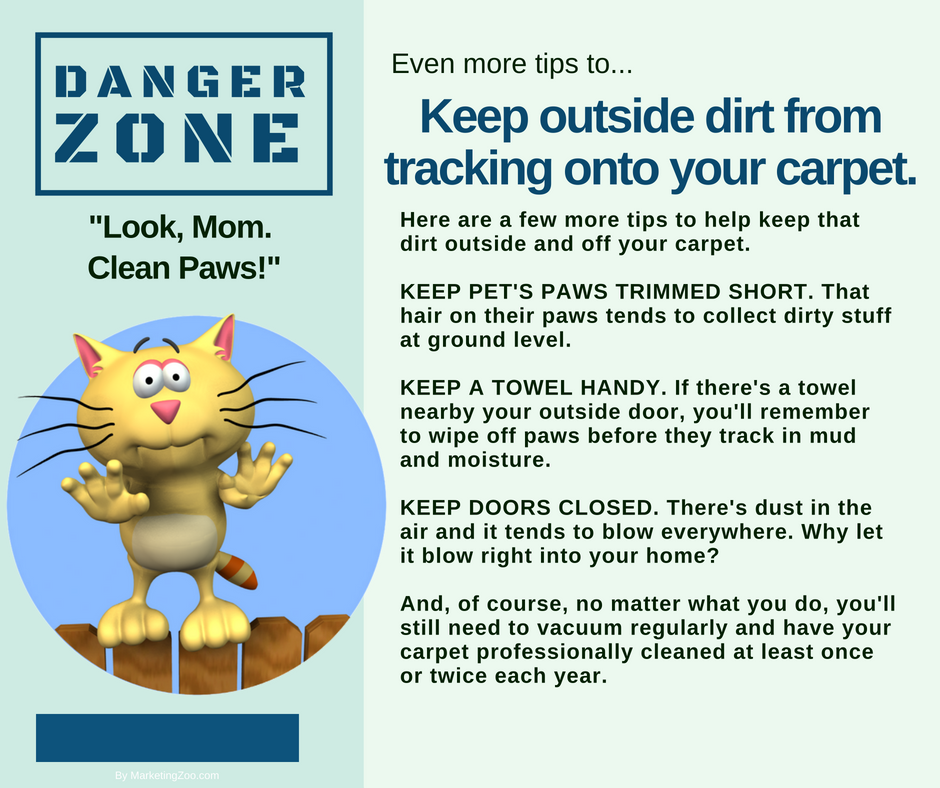 DANGER
ZONE
"Look, Mom.
Clean Paws!"
By MarketingZoo.com
Even more tips to...
Keep outside dirt from
tracking onto your carpet.
Here are a few more tips to help keep that
dirt outside and off your carpet.
KEEP PET'S PAWS TRIMMED SHORT. That
hair on their paws tends to collect dirty stuff
at ground level.
KEEP A TOWEL HANDY. If there's a towel
nearby your outside door, you'll remember
to wipe off paws before they track in mud
and moisture.
KEEP DOORS CLOSED. There's dust in the
air and it tends to blow everywhere. Why let
it blow right into your home?
And, of course, no matter what you do, you'll
still need to vacuum regularly and have your
carpet professionally cleaned at least once
or twice each year.